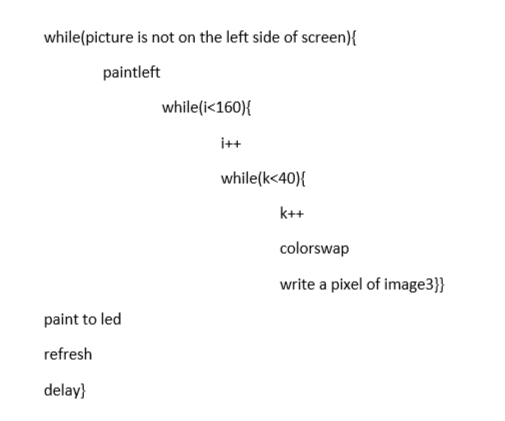 while(picture is not on the left side of screen){
paintleft
while(i<160){
i++
while(k<40){
k++
colorswap
write a pixel of image3}}
paint to led
refresh
delay}